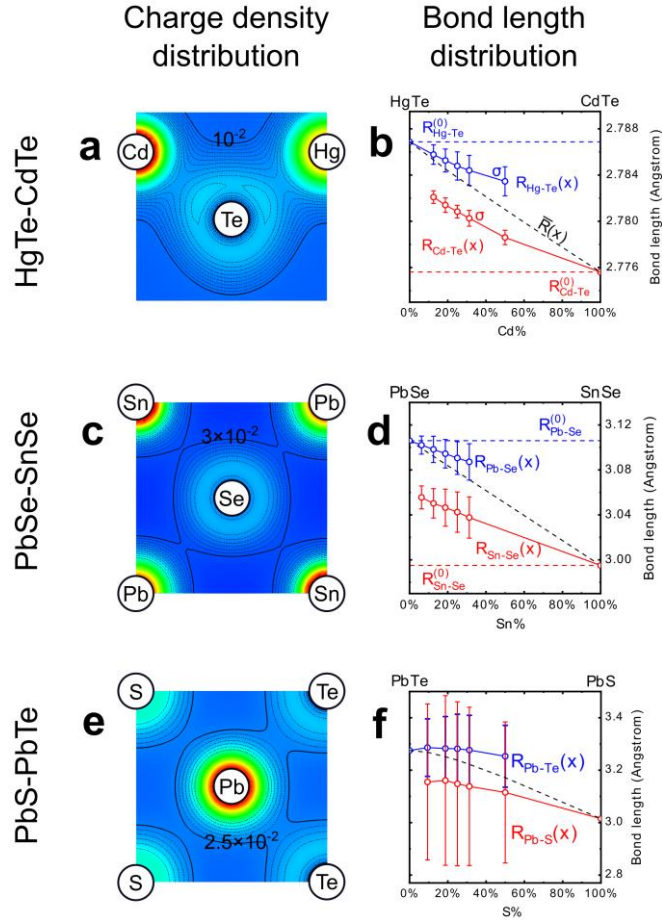 Charge density
distribution
Bond length
distribution
HgTe-CdTe
a
Cd
Hg
Te
10⁻²
b
HgTe
CdTe
R⁽⁰⁾Hg-Te
σ
RHg-Te(x)
σ
R̅(x)
RCd-Te(x)
R⁽⁰⁾Cd-Te
2.788
2.784
2.780
2.776
Bond length (Angstrom)
0% 20% 40% 60% 80% 100%
Cd%
PbSe-SnSe
c
Sn
Pb
3×10⁻²
Se
Pb
Sn
d
PbSe
SnSe
R⁽⁰⁾Pb-Se
RPb-Se(x)
RSn-Se(x)
R⁽⁰⁾Sn-Se
3.12
3.08
3.04
3.00
Bond length (Angstrom)
0% 20% 40% 60% 80% 100%
Sn%
PbS-PbTe
e
S
Te
Pb
2.5×10⁻²
S
Te
f
PbTe
PbS
RPb-Te(x)
RPb-S(x)
3.4
3.2
3.0
2.8
Bond length (Angstrom)
0% 20% 40% 60% 80% 100%
S%